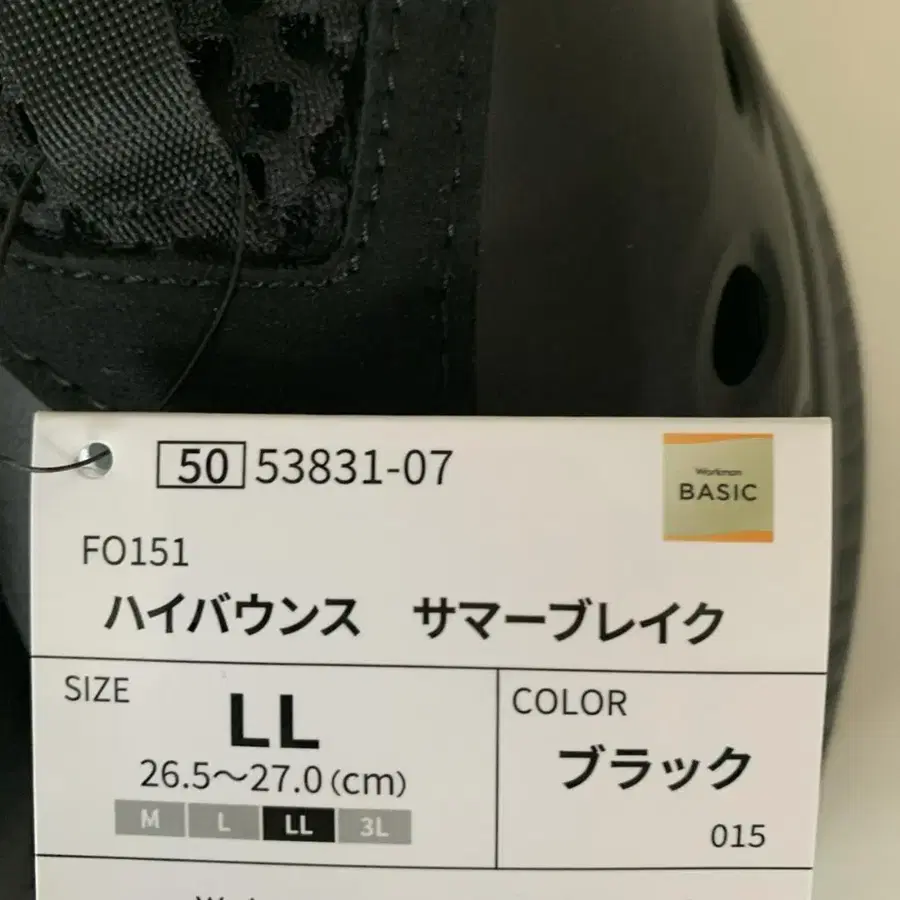 50 53831-07
Workman
BASIC
FO151
ハイバウンス サマーブレイク
SIZE
LL
26.5～27.0(cm)
M L LL 3L
COLOR
ブラック
015